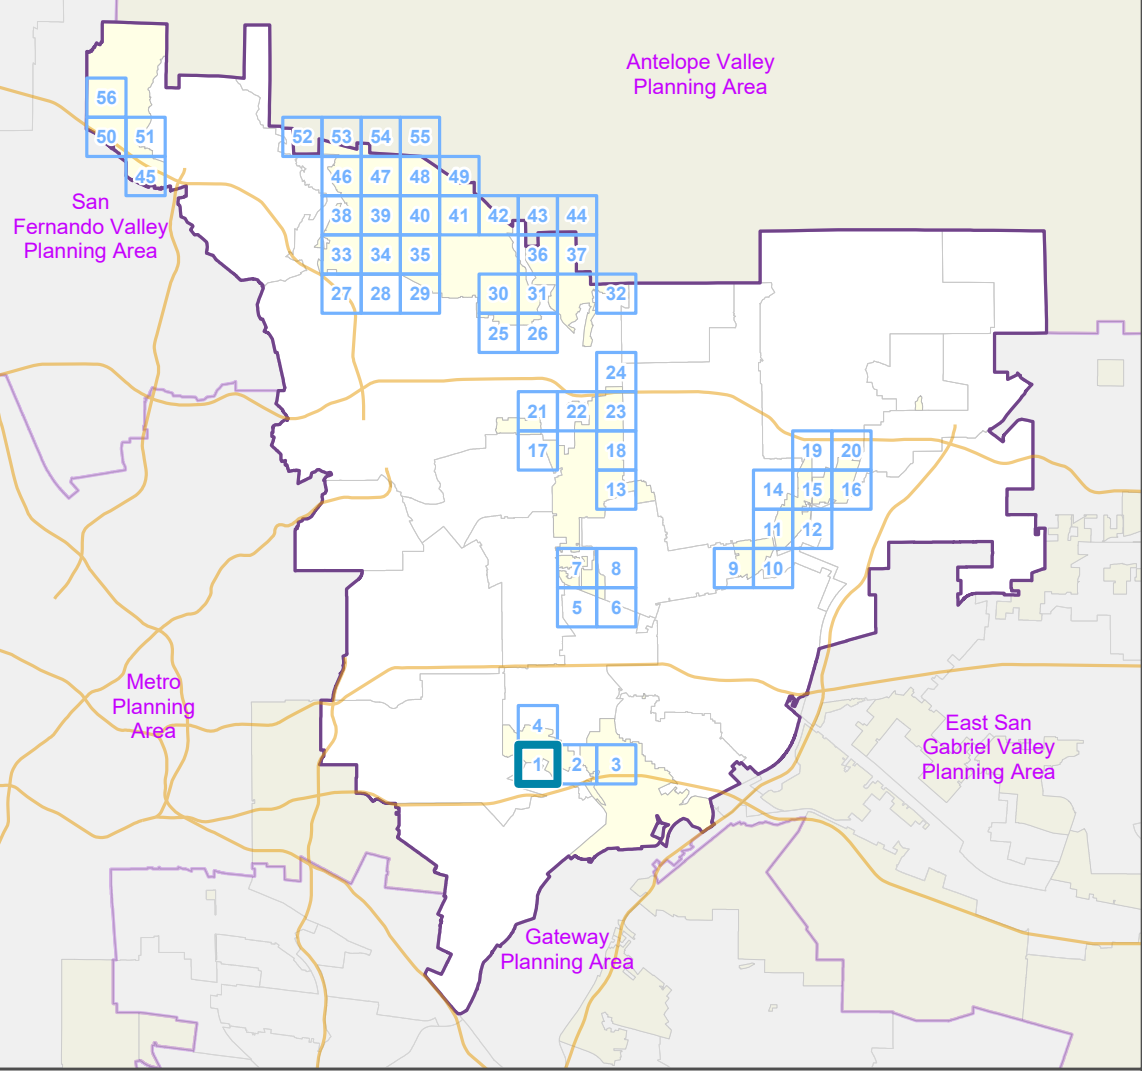 Antelope Valley
Planning Area
56
50 51
52 53 54 55
45
46 47 48 49
San
Fernando Valley
Planning Area
38 39 40 41 42 43 44
33 34 35 36 37
27 28 29 30 31 32
25 26
24
21 22 23
17 18 19 20
13 14 15 16
11 12
7 8 9 10
5 6
Metro
Planning
Area
4
East San
Gabriel Valley
Planning Area
1 2 3
Gateway
Planning Area